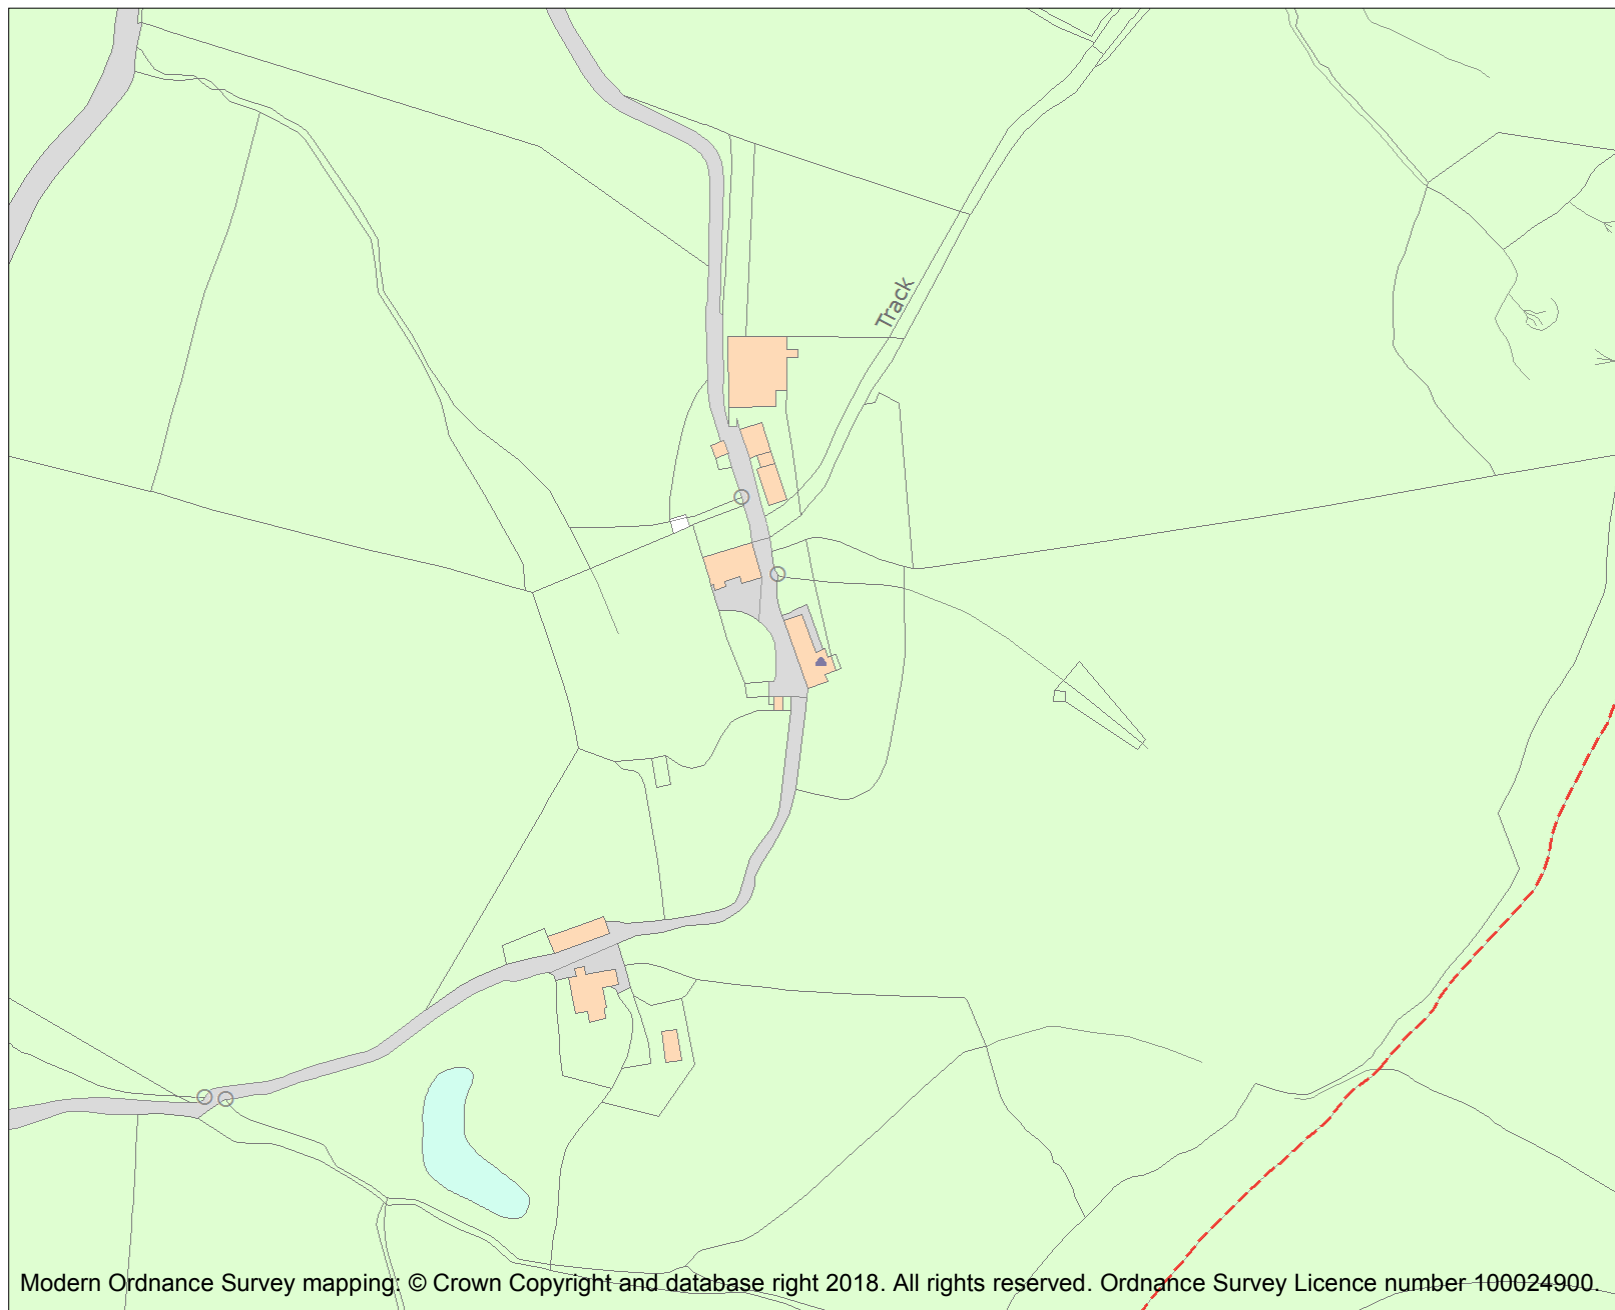 Track
Modern Ordnance Survey mapping: © Crown Copyright and database right 2018. All rights reserved. Ordnance Survey Licence number 100024900.